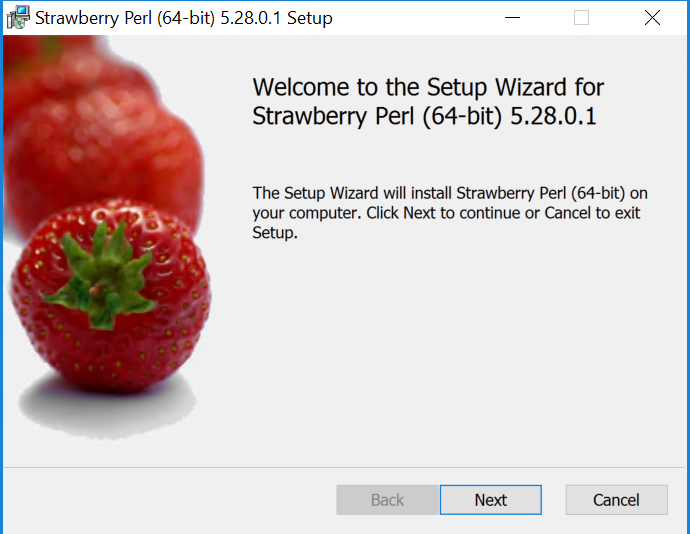 Strawberry Perl (64-bit) 5.28.0.1 Setup
Welcome to the Setup Wizard for
Strawberry Perl (64-bit) 5.28.0.1
The Setup Wizard will install Strawberry Perl (64-bit) on
your computer. Click Next to continue or Cancel to exit
Setup.
Back
Next
Cancel